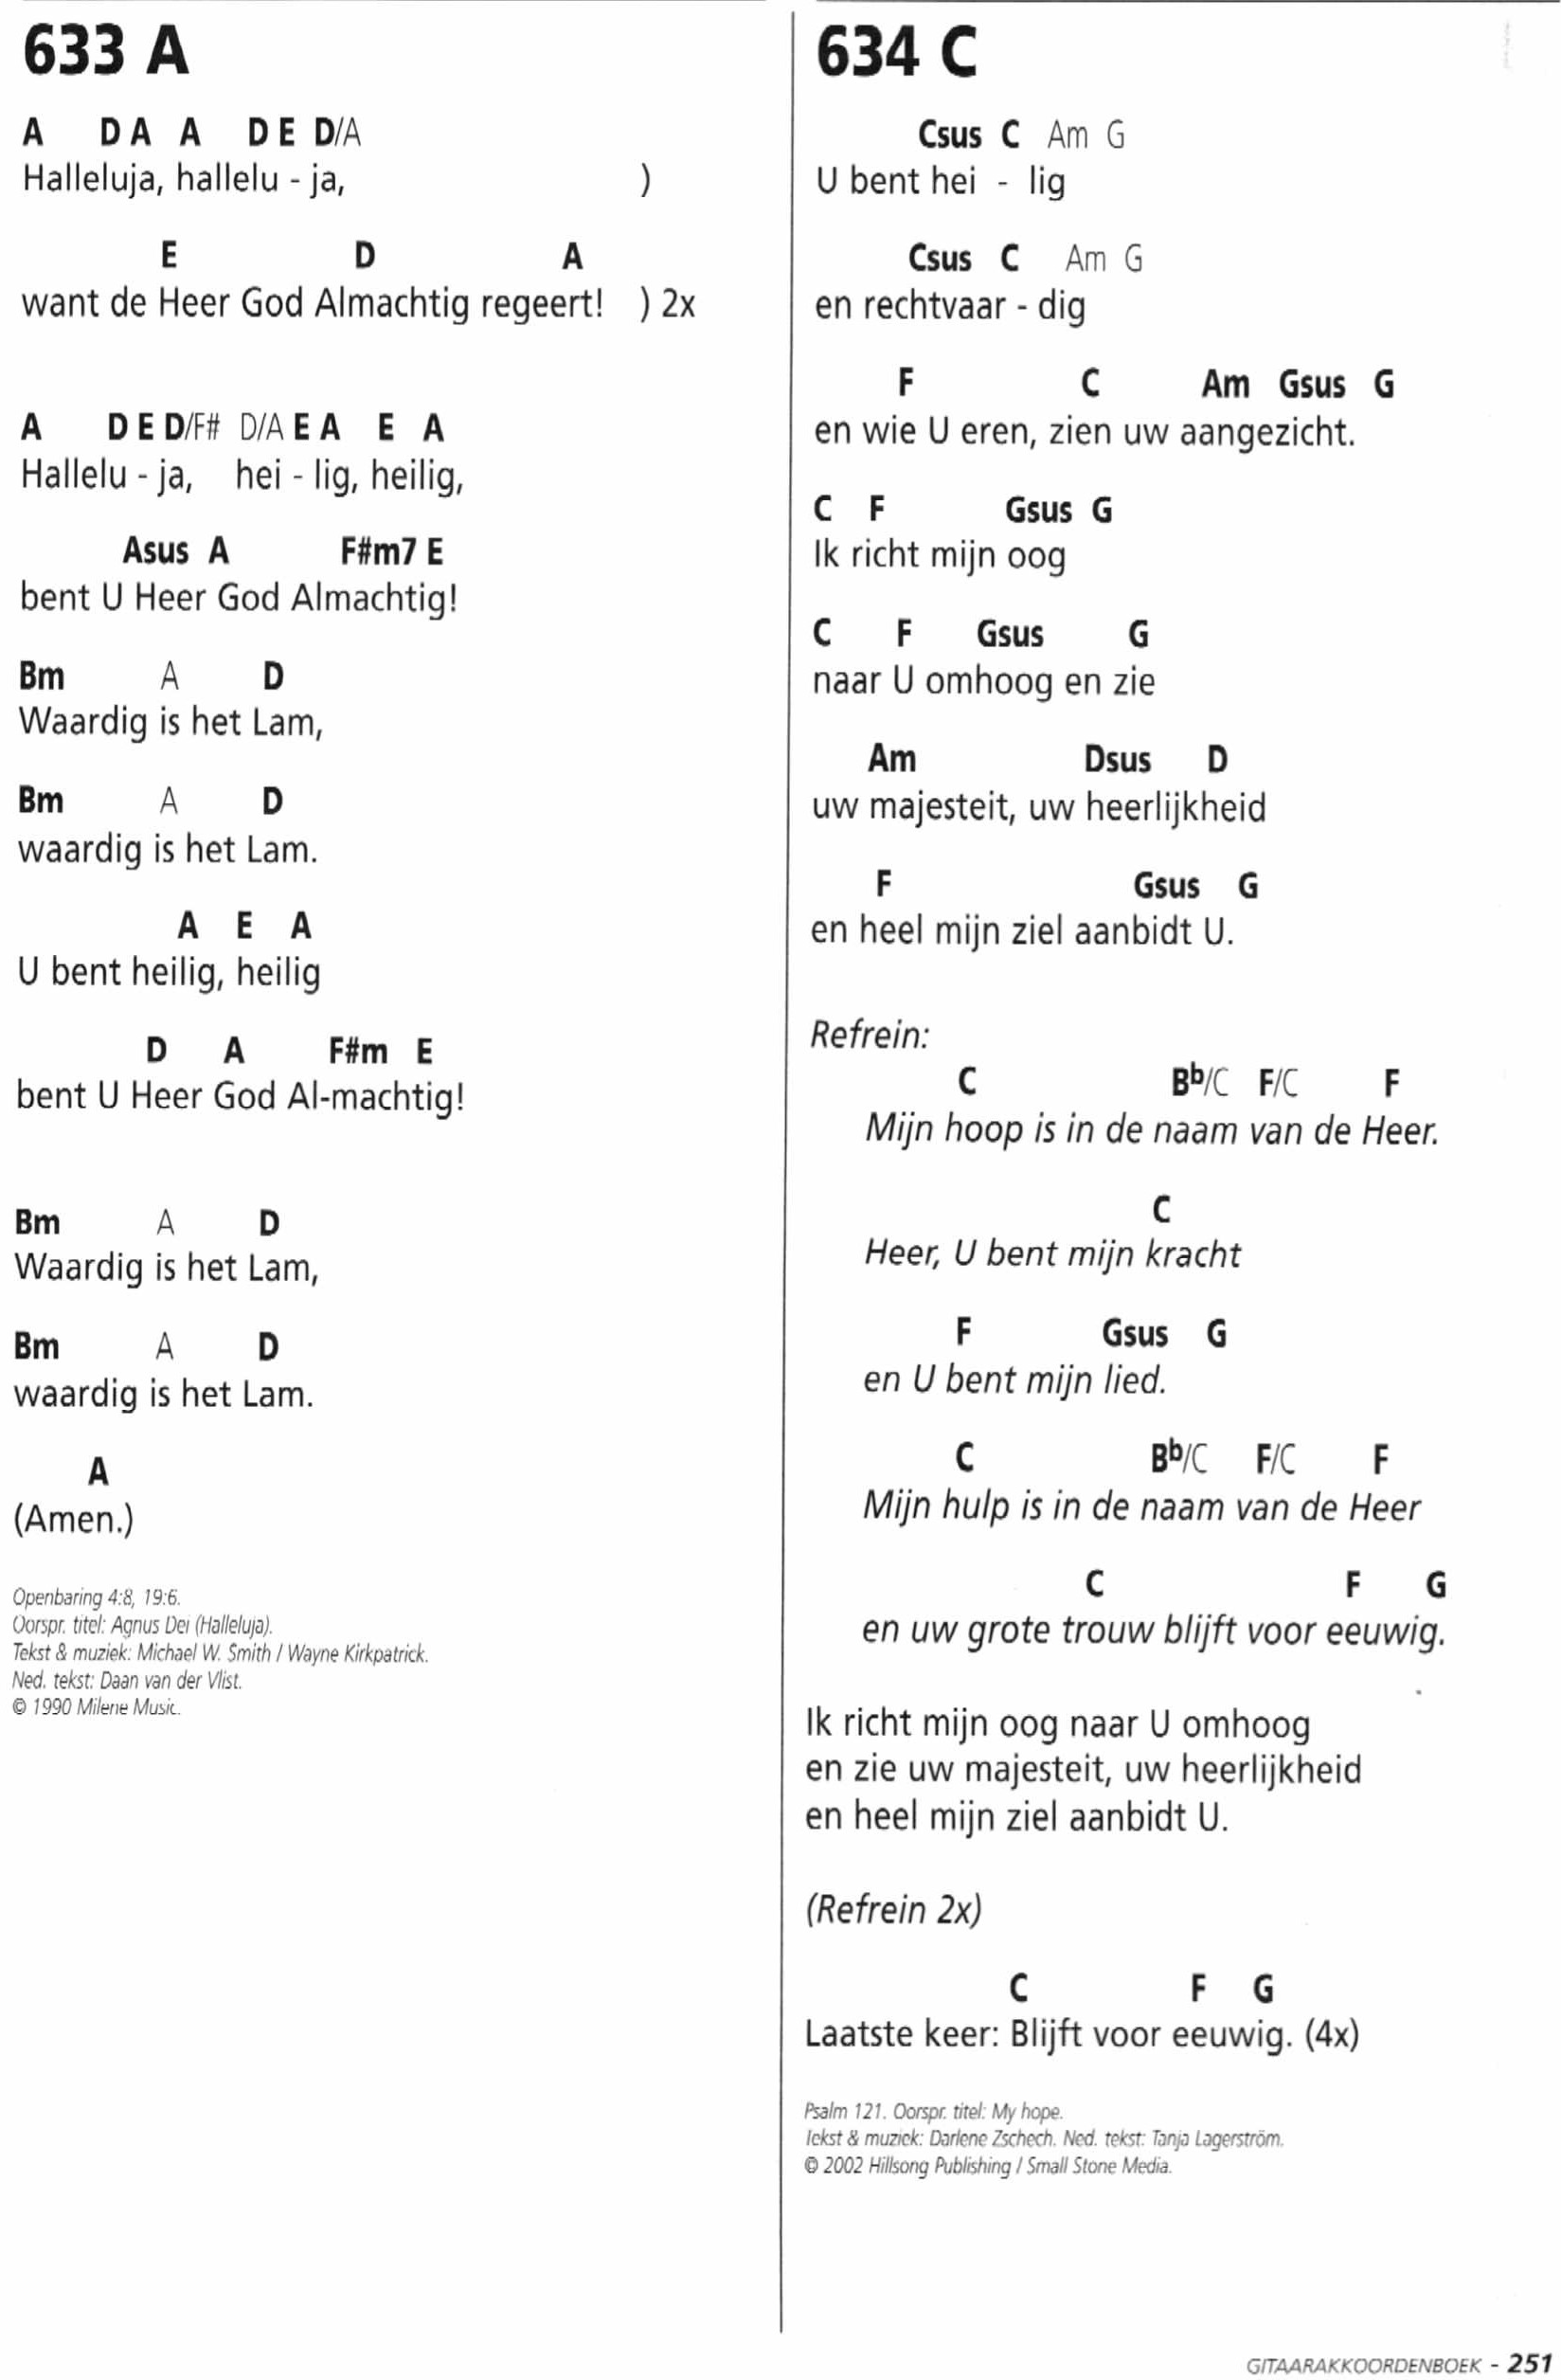 633 A
A D A A D E D/A
Halleluja, hallelu - ja, )
E D A
want de Heer God Almachtig regeert! ) 2x
A D E D/F# D/A E A E A
Hallelu - ja, hei - lig, heilig,
Asus A F#m7 E
bent U Heer God Almachtig!
Bm A D
Waardig is het Lam,
Bm A D
waardig is het Lam.
A E A
U bent heilig, heilig
D A F#m E
bent U Heer God Al-machtig!
Bm A D
Waardig is het Lam,
Bm A D
waardig is het Lam.
A
(Amen.)
Openbaring 4:8, 19:6.
Oorspr. titel: Agnus Dei (Halleluja).
Tekst & muziek: Michael W. Smith / Wayne Kirkpatrick.
Ned. tekst: Daan van der Vlist.
© 1990 Milene Music.
634 C
Csus C Am G
U bent hei - lig
Csus C Am G
en rechtvaar - dig
F C Am Gsus G
en wie U eren, zien uw aangezicht.
C F Gsus G
Ik richt mijn oog
C F Gsus G
naar U omhoog en zie
Am Dsus D
uw majesteit, uw heerlijkheid
F Gsus G
en heel mijn ziel aanbidt U.
Refrein:
C Bb/C F/C F
Mijn hoop is in de naam van de Heer.
C
Heer, U bent mijn kracht
F Gsus G
en U bent mijn lied.
C Bb/C F/C F
Mijn hulp is in de naam van de Heer
C F G
en uw grote trouw blijft voor eeuwig.
Ik richt mijn oog naar U omhoog
en zie uw majesteit, uw heerlijkheid
en heel mijn ziel aanbidt U.
(Refrein 2x)
C F G
Laatste keer: Blijft voor eeuwig. (4x)
Psalm 121. Oorspr. titel: My hope.
Tekst & muziek: Darlene Zschech. Ned. tekst: Tanja Lagerström.
© 2002 Hillsong Publishing / Small Stone Media.
GITAARAKKOORDENBOEK - 251